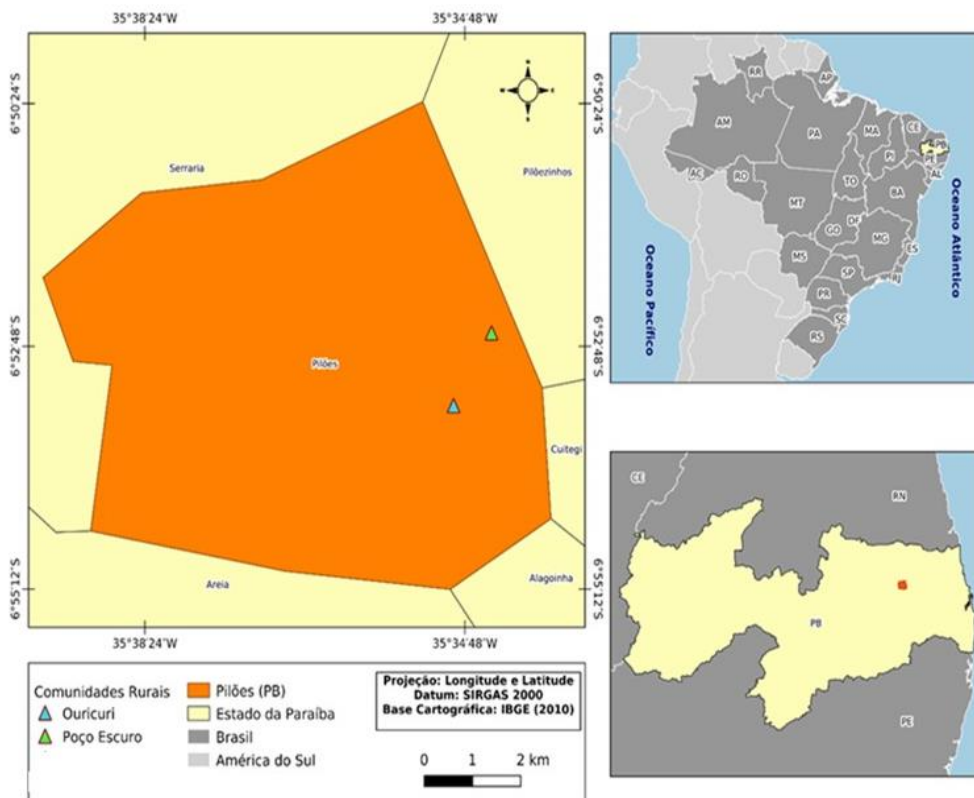 35°38′24″W
35°34′48″W
6°50′24″S
6°50′24″S
Serraria
Pilõezinhos
6°52′48″S
6°52′48″S
Pilões
Cuitegi
6°55′12″S
6°55′12″S
Areia
Alagoinha
35°38′24″W
35°34′48″W
Comunidades Rurais
Ouricuri
Poço Escuro
Pilões (PB)
Estado da Paraíba
Brasil
América do Sul
Projeção: Longitude e Latitude
Datum: SIRGAS 2000
Base Cartográfica: IBGE (2010)
0 1 2 km
RR
AP
AM
PA
MA
CE
PB
PI
PE
AL
AC
RO
TO
BA
MT
GO
DF
MG
ES
MS
SP
RJ
PR
SC
RS
Oceano Pacífico
Oceano Atlântico
CE
RN
PB
PE